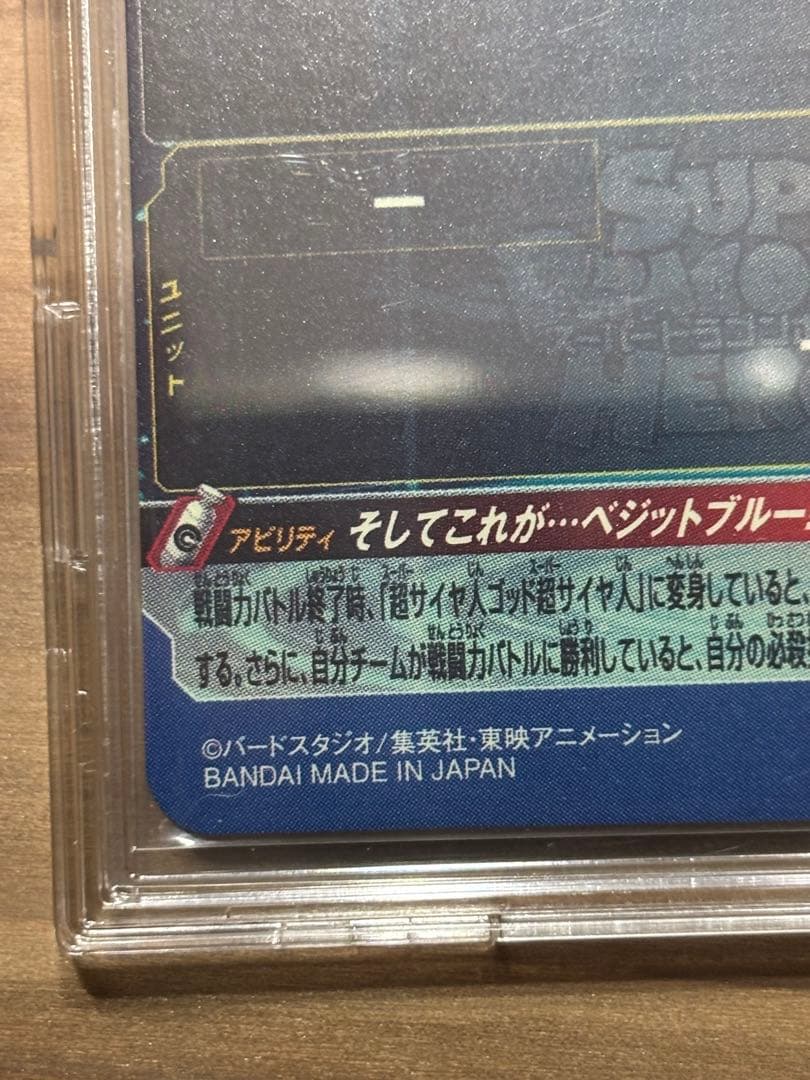 ー
ユニット
アビリティ そしてこれが…ベジットブルー
戦闘力バトル終了時、「超サイヤ人ゴッド超サイヤ人」に変身していると、
する。さらに、自分チームが戦闘力バトルに勝利していると、自分の必殺
©バードスタジオ/集英社・東映アニメーション
BANDAI MADE IN JAPAN